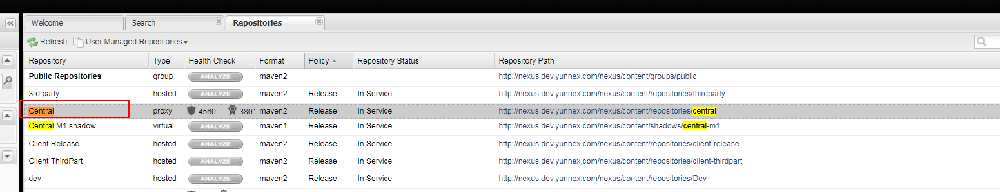 Welcome Search Repositories
Refresh User Managed Repositories
Repository Type Health Check Format Policy Repository Status Repository Path
Public Repositories group ANALYZE maven2 http://nexus.dev.yunnex.com/nexus/content/groups/public
3rd party hosted ANALYZE maven2 Release In Service http://nexus.dev.yunnex.com/nexus/content/repositories/thirdparty
Central proxy 4560 3801 maven2 Release In Service http://nexus.dev.yunnex.com/nexus/content/repositories/central
Central M1 shadow virtual ANALYZE maven1 Release In Service http://nexus.dev.yunnex.com/nexus/content/shadows/central-m1
Client Release hosted ANALYZE maven2 Release In Service http://nexus.dev.yunnex.com/nexus/content/repositories/client-release
Client ThirdPart hosted ANALYZE maven2 Release In Service http://nexus.dev.yunnex.com/nexus/content/repositories/client-thirdpart
dev hosted ANALYZE maven2 Release In Service http://nexus.dev.yunnex.com/nexus/content/repositories/Dev